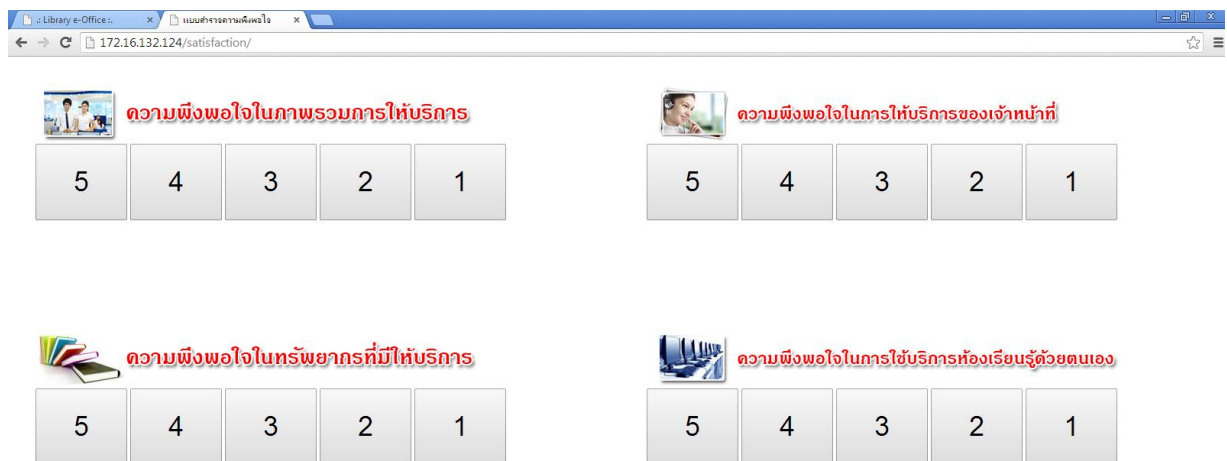 .: Library e-Office :.
แบบสำรวจความพึงพอใจ
172.16.132.124/satisfaction/
ความพึงพอใจในภาพรวมการให้บริการ
5 4 3 2 1
ความพึงพอใจในการให้บริการของเจ้าหน้าที่
5 4 3 2 1
ความพึงพอใจในทรัพยากรที่มีให้บริการ
5 4 3 2 1
ความพึงพอใจในการใช้บริการห้องเรียนรู้ด้วยตนเอง
5 4 3 2 1